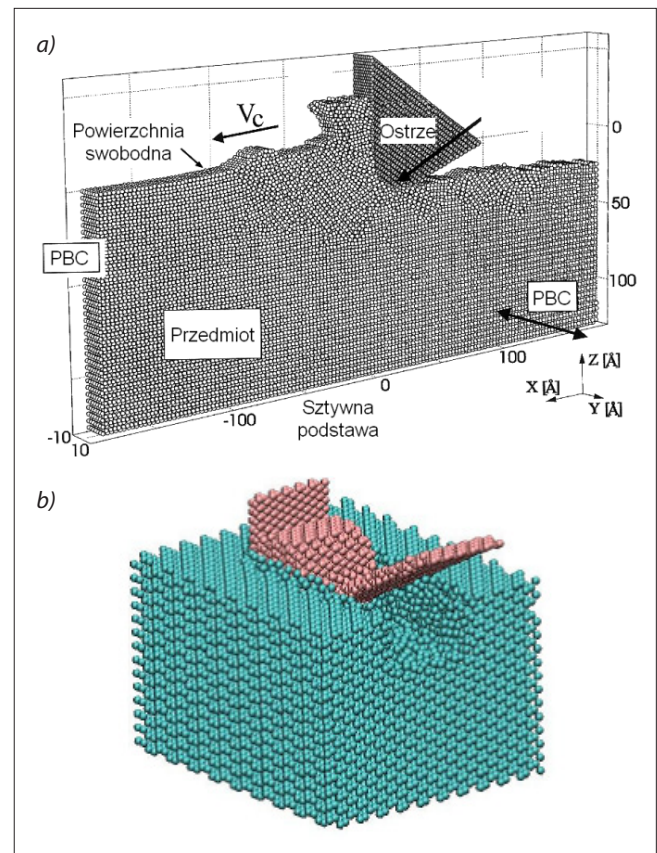 a)
Vc
Powierzchnia
swobodna
Ostrze
0
50
100
PBC
PBC
Przedmiot
100
0
-100
Sztywna
podstawa
-10
10
Z [Å]
X [Å]
Y [Å]
b)